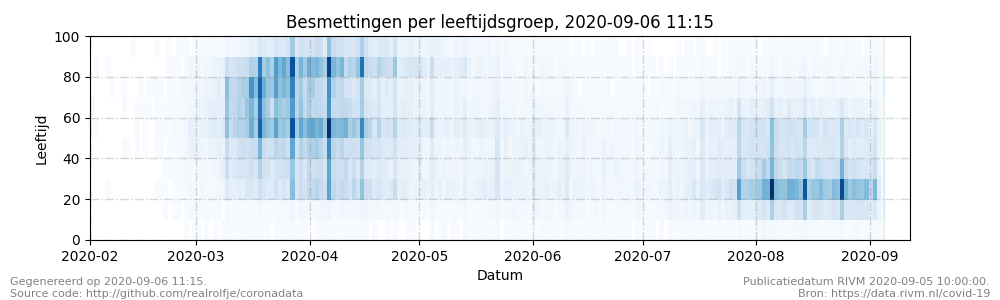 Besmettingen per leeftijdsgroep, 2020-09-06 11:15
100
80
60
40
20
0
Leeftijd
2020-02 2020-03 2020-04 2020-05 2020-06 2020-07 2020-08 2020-09
Datum
Gegenereerd op 2020-09-06 11:15.
Source code: http://github.com/realrolfje/coronadata
Publicatiedatum RIVM 2020-09-05 10:00:00.
Bron: https://data.rivm.nl/covid-19